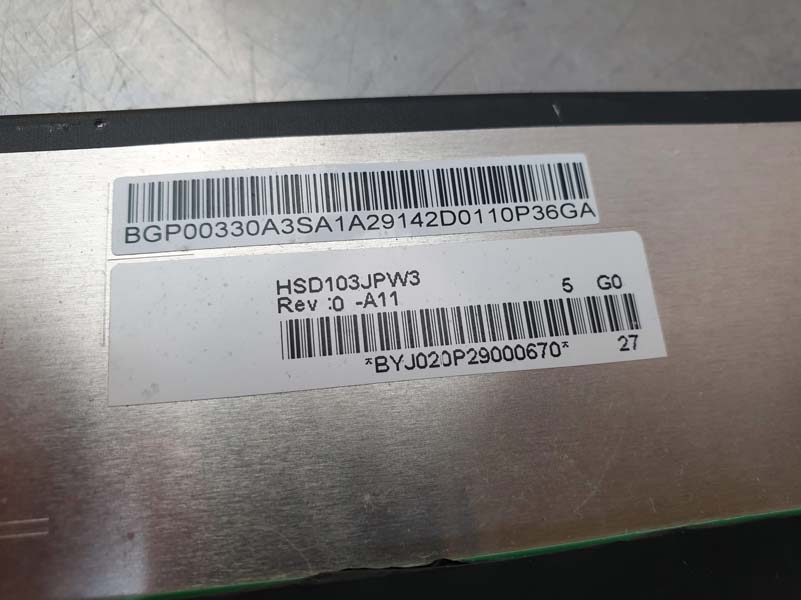 BGP00330A3SA1A29142D0110P36GA
HSD103JPW3 5 G0
Rev :0 -A11
*BYJ020P29000670* 27